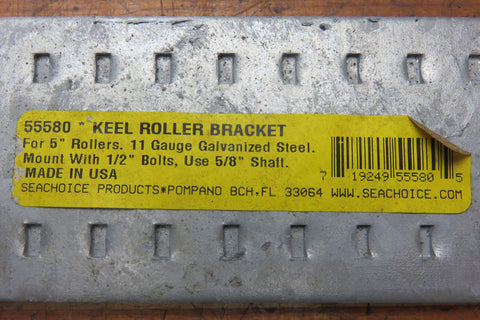 55580 * KEEL ROLLER BRACKET
For 5" Rollers. 11 Gauge Galvanized Steel.
Mount With 1/2" Bolts, Use 5/8" Shaft.
MADE IN USA
7 19249 55580 5
SEACHOICE PRODUCTS*POMPANO BCH.FL 33064 WWW.SEACHOICE.COM